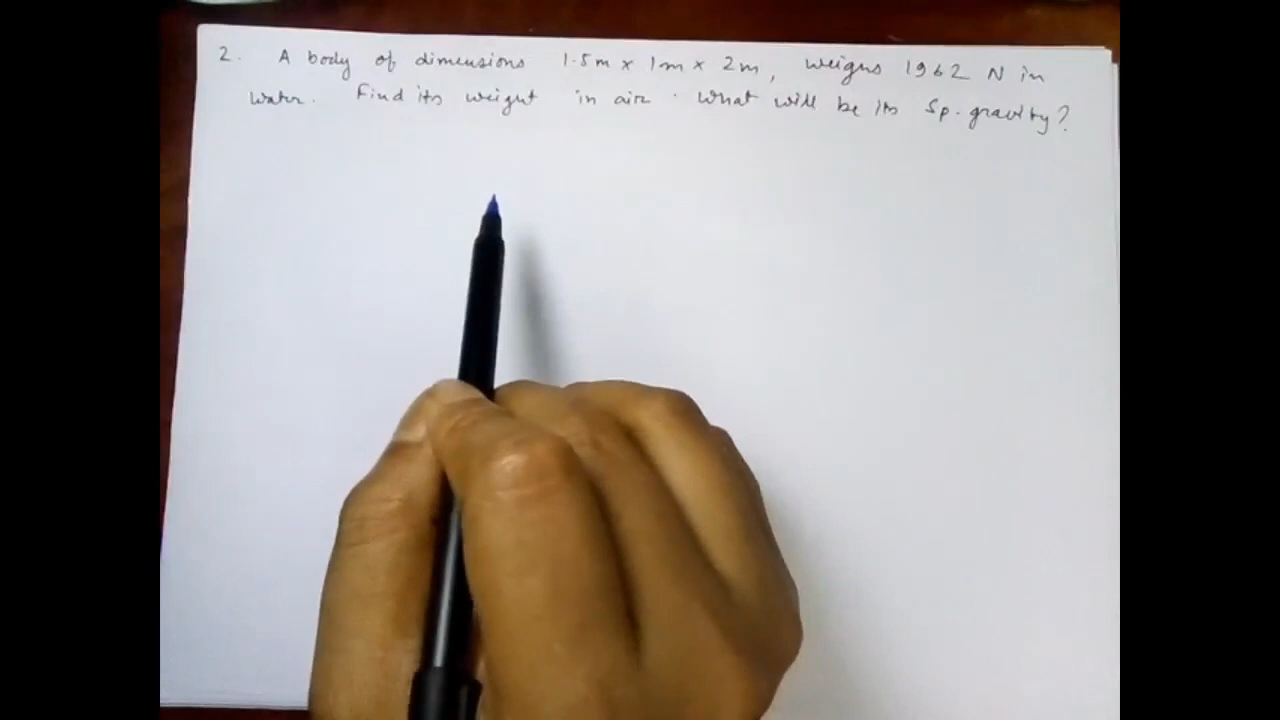 2. A body of dimensions 1.5m x 1m x 2m, weighs 1962 N in
water. Find its weight in air. What will be its Sp. gravity?